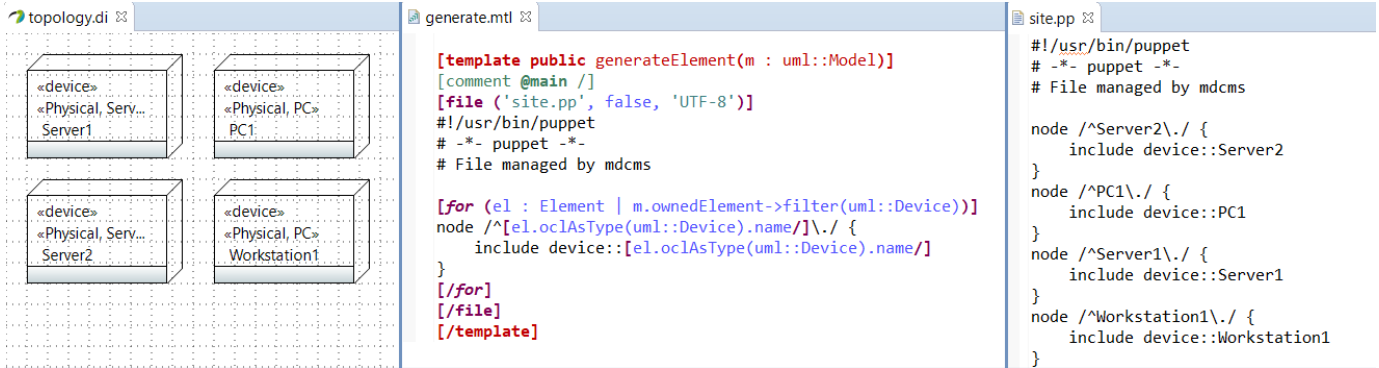 topology.di
«device»
«Physical, Serv...
Server1
«device»
«Physical, PC»
PC1
«device»
«Physical, Serv...
Server2
«device»
«Physical, PC»
Workstation1
generate.mtl
[template public generateElement(m : uml::Model)]
[comment @main /]
[file ('site.pp', false, 'UTF-8')]
#!/usr/bin/puppet
# -*- puppet -*-
# File managed by mdcms
[for (el : Element | m.ownedElement->filter(uml::Device))]
node /^[el.oclAsType(uml::Device).name/]\./ {
    include device::[el.oclAsType(uml::Device).name/]
}
[/for]
[/file]
[/template]
site.pp
#!/usr/bin/puppet
# -*- puppet -*-
# File managed by mdcms
node /^Server2\./ {
    include device::Server2
}
node /^PC1\./ {
    include device::PC1
}
node /^Server1\./ {
    include device::Server1
}
node /^Workstation1\./ {
    include device::Workstation1
}